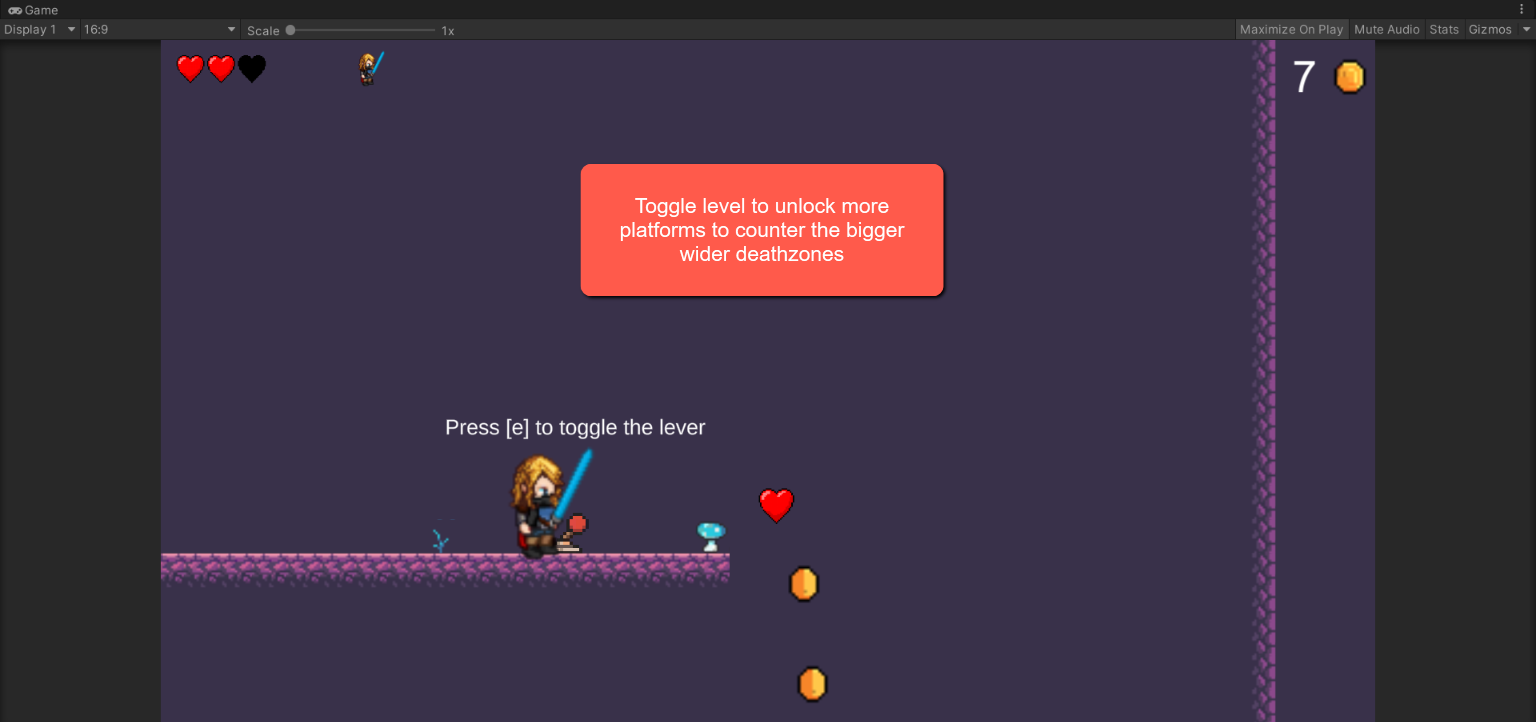 Game
Display 1
16:9
Scale
1x
Maximize On Play
Mute Audio
Stats
Gizmos
7
Toggle level to unlock more
platforms to counter the bigger
wider deathzones
Press [e] to toggle the lever